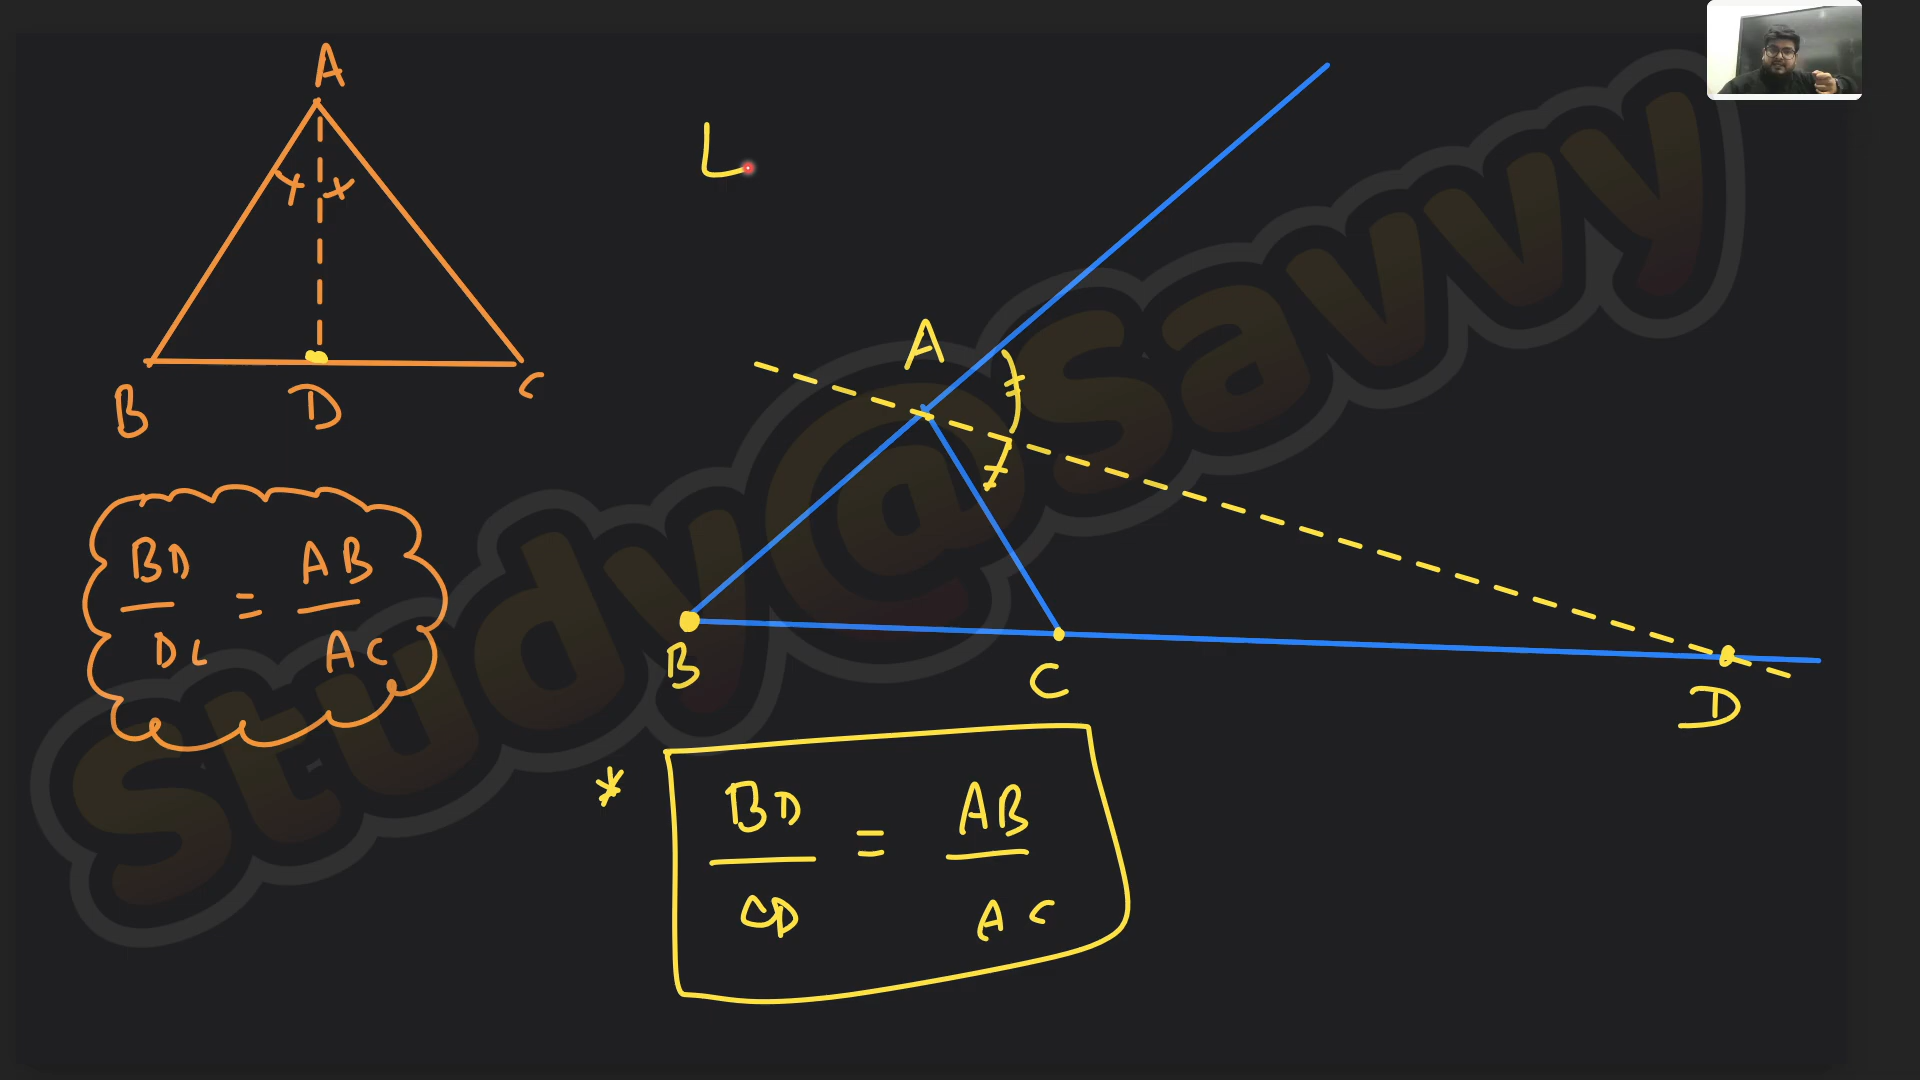 A
B D C
BD = AB
DC AC
L
A
B C D
* BD = AB
CD AC
Study@Savvy